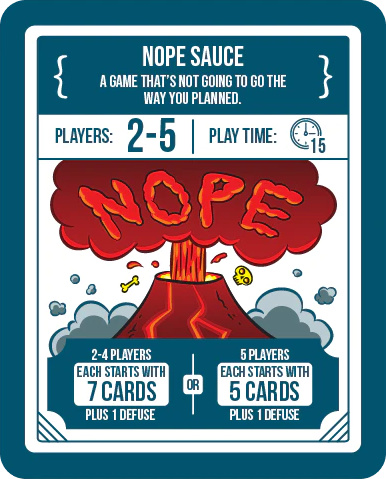 NOPE SAUCE
A GAME THAT'S NOT GOING TO GO THE
WAY YOU PLANNED.
PLAYERS: 2-5
PLAY TIME: 15
NOPE
2-4 PLAYERS
EACH STARTS WITH
7 CARDS
PLUS 1 DEFUSE
OR
5 PLAYERS
EACH STARTS WITH
5 CARDS
PLUS 1 DEFUSE